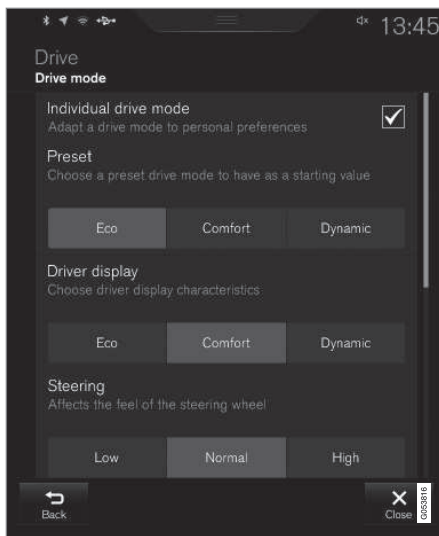 13:45
Drive
Drive mode
Individual drive mode
Adapt a drive mode to personal preferences
Preset
Choose a preset drive mode to have as a starting value
Eco Comfort Dynamic
Driver display
Choose driver display characteristics
Eco Comfort Dynamic
Steering
Affects the feel of the steering wheel
Low Normal High
Back Close
G053816